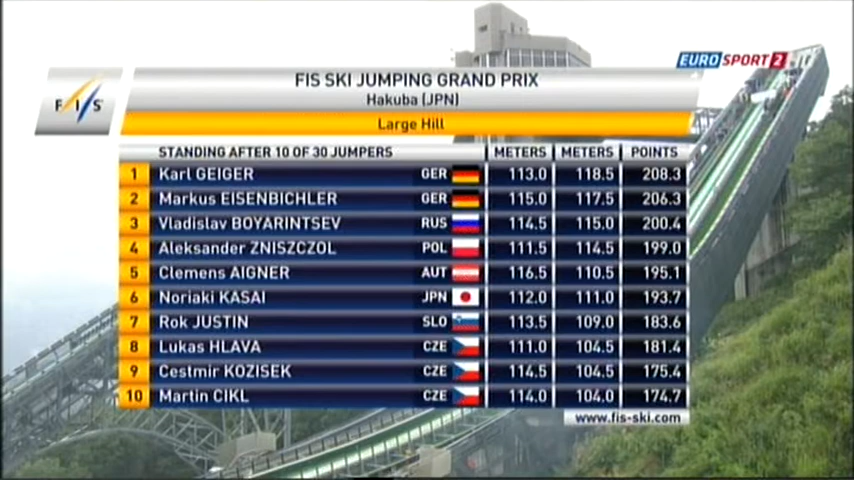 EUROSPORT 2
FIS
FIS SKI JUMPING GRAND PRIX
Hakuba (JPN)
Large Hill
STANDING AFTER 10 OF 30 JUMPERS METERS METERS POINTS
1 Karl GEIGER GER 113.0 118.5 208.3
2 Markus EISENBICHLER GER 115.0 117.5 206.3
3 Vladislav BOYARINTSEV RUS 114.5 115.0 200.4
4 Aleksander ZNISZCZOL POL 111.5 114.5 199.0
5 Clemens AIGNER AUT 116.5 110.5 195.1
6 Noriaki KASAI JPN 112.0 111.0 193.7
7 Rok JUSTIN SLO 113.5 109.0 183.6
8 Lukas HLAVA CZE 111.0 104.5 181.4
9 Cestmir KOZISEK CZE 114.5 104.5 175.4
10 Martin CIKL CZE 114.0 104.0 174.7
www.fis-ski.com